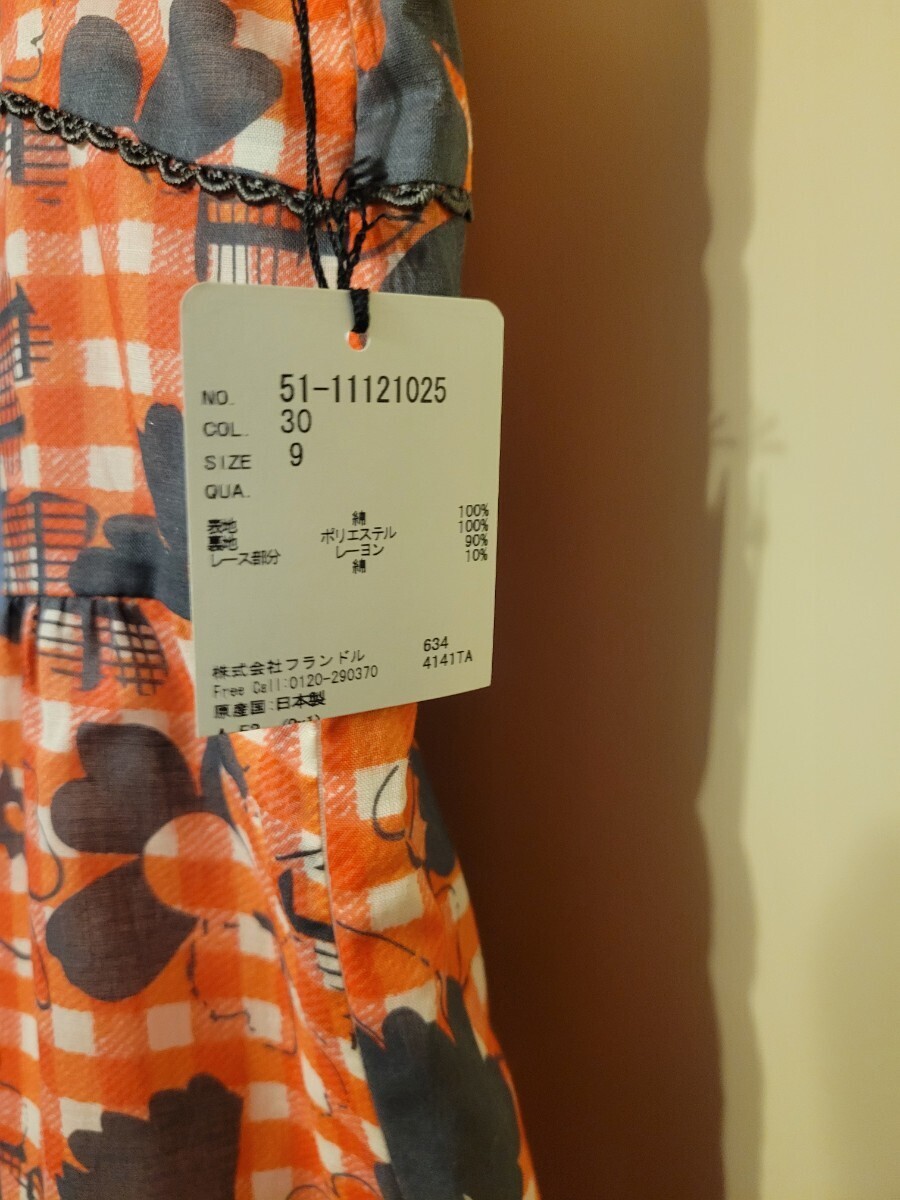 NO. 51-11121025
COL. 30
SIZE 9
QUA.
表地 綿 100%
裏地 ポリエステル 100%
レース部分 レーヨン 90%
綿 10%
634
株式会社フランドル 4141TA
Free Call:0120-290370
原産国:日本製